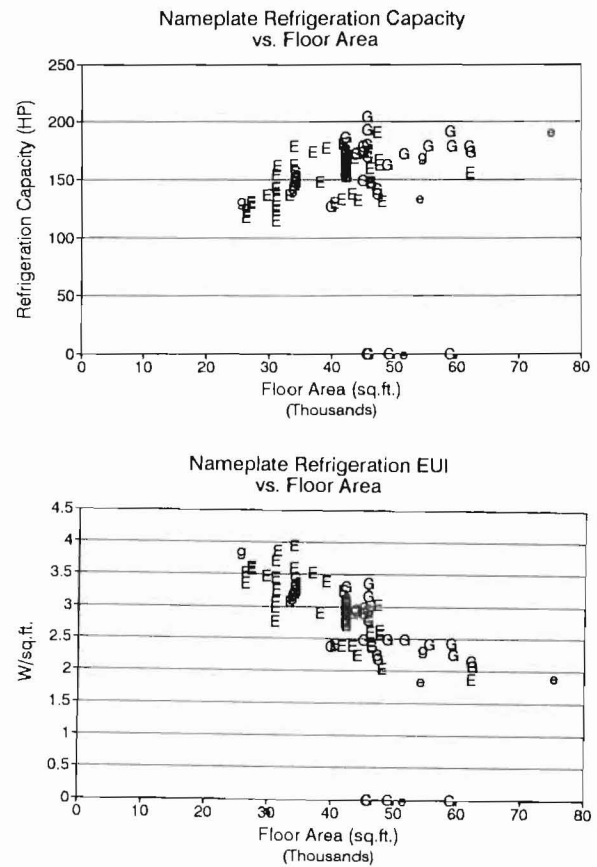 Nameplate Refrigeration Capacity
vs. Floor Area
250
200
150
100
50
0
Refrigeration Capacity (HP)
0 10 20 30 40 50 60 70 80
Floor Area (sq.ft.)
(Thousands)
Nameplate Refrigeration EUI
vs. Floor Area
4.5
4
3.5
3
2.5
2
1.5
1
0.5
0
W/sq.ft.
0 10 20 30 40 50 60 70 80
Floor Area (sq.ft.)
(Thousands)